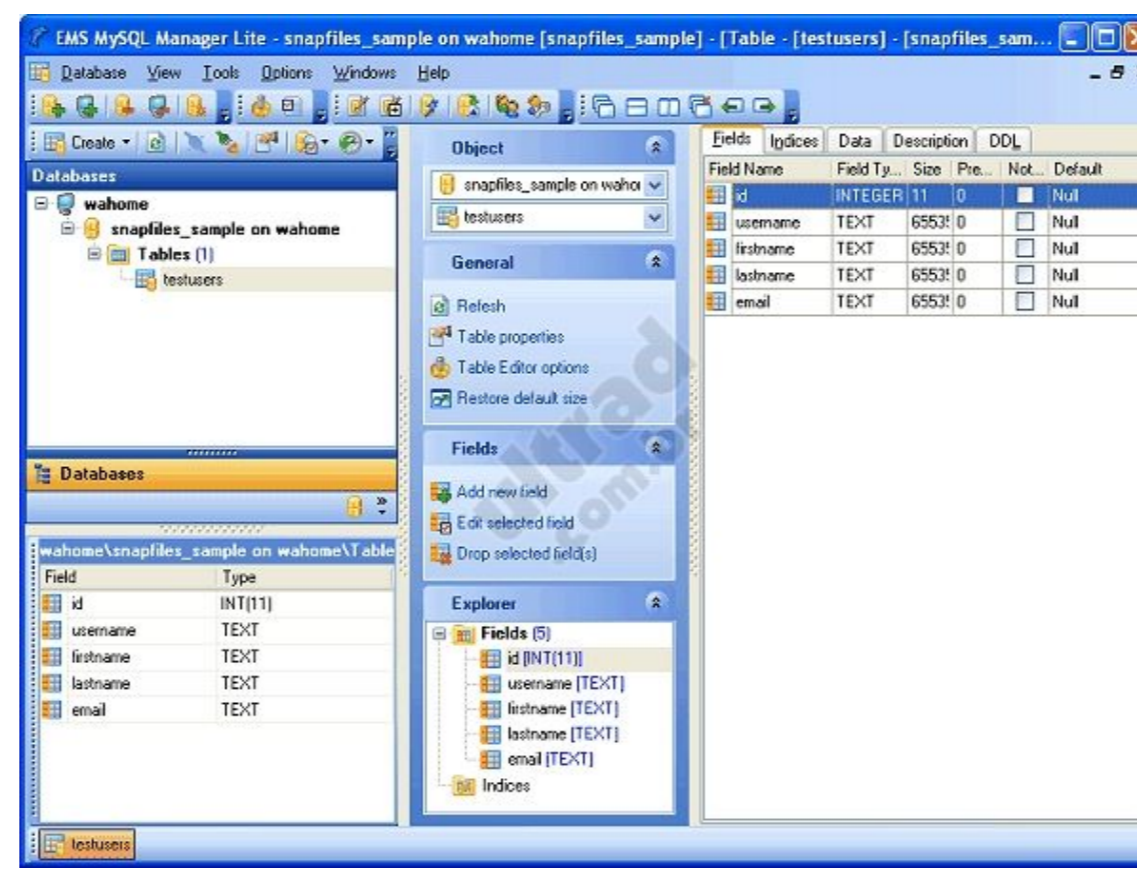 EMS MySQL Manager Lite - snapfiles_sample on wahome [snapfiles_sample] - [Table - [testusers] - [snapfiles_sam...
Database View Tools Options Windows Help
Create
Databases
wahome
snapfiles_sample on wahome
Tables (1)
testusers
Databases
wahome\snapfiles_sample on wahome\Table
Field Type
id INT(11)
username TEXT
firstname TEXT
lastname TEXT
email TEXT
Object
snapfiles_sample on wahor
testusers
General
Refesh
Table properties
Table Editor options
Restore default size
Fields
Add new field
Edit selected field
Drop selected field(s)
Explorer
Fields (5)
id [INT(11)]
username [TEXT]
firstname [TEXT]
lastname [TEXT]
email [TEXT]
Indices
Fields Indices Data Description DDL
Field Name Field Ty... Size Pre... Not... Default
id INTEGER 11 0 Null
username TEXT 6553 0 Null
firstname TEXT 6553 0 Null
lastname TEXT 6553 0 Null
email TEXT 6553 0 Null
ultrad
com.br
testusers